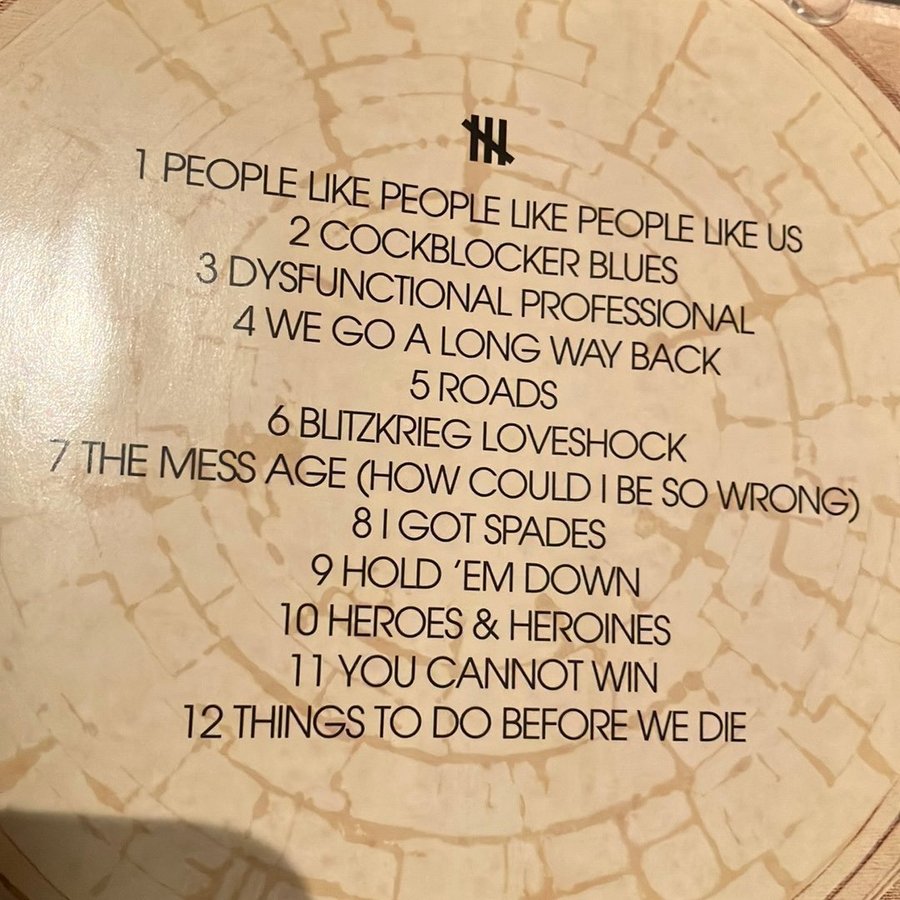 1 PEOPLE LIKE PEOPLE LIKE PEOPLE LIKE US
2 COCKBLOCKER BLUES
3 DYSFUNCTIONAL PROFESSIONAL
4 WE GO A LONG WAY BACK
5 ROADS
6 BLITZKRIEG LOVESHOCK
7 THE MESS AGE (HOW COULD I BE SO WRONG)
8 I GOT SPADES
9 HOLD 'EM DOWN
10 HEROES & HEROINES
11 YOU CANNOT WIN
12 THINGS TO DO BEFORE WE DIE